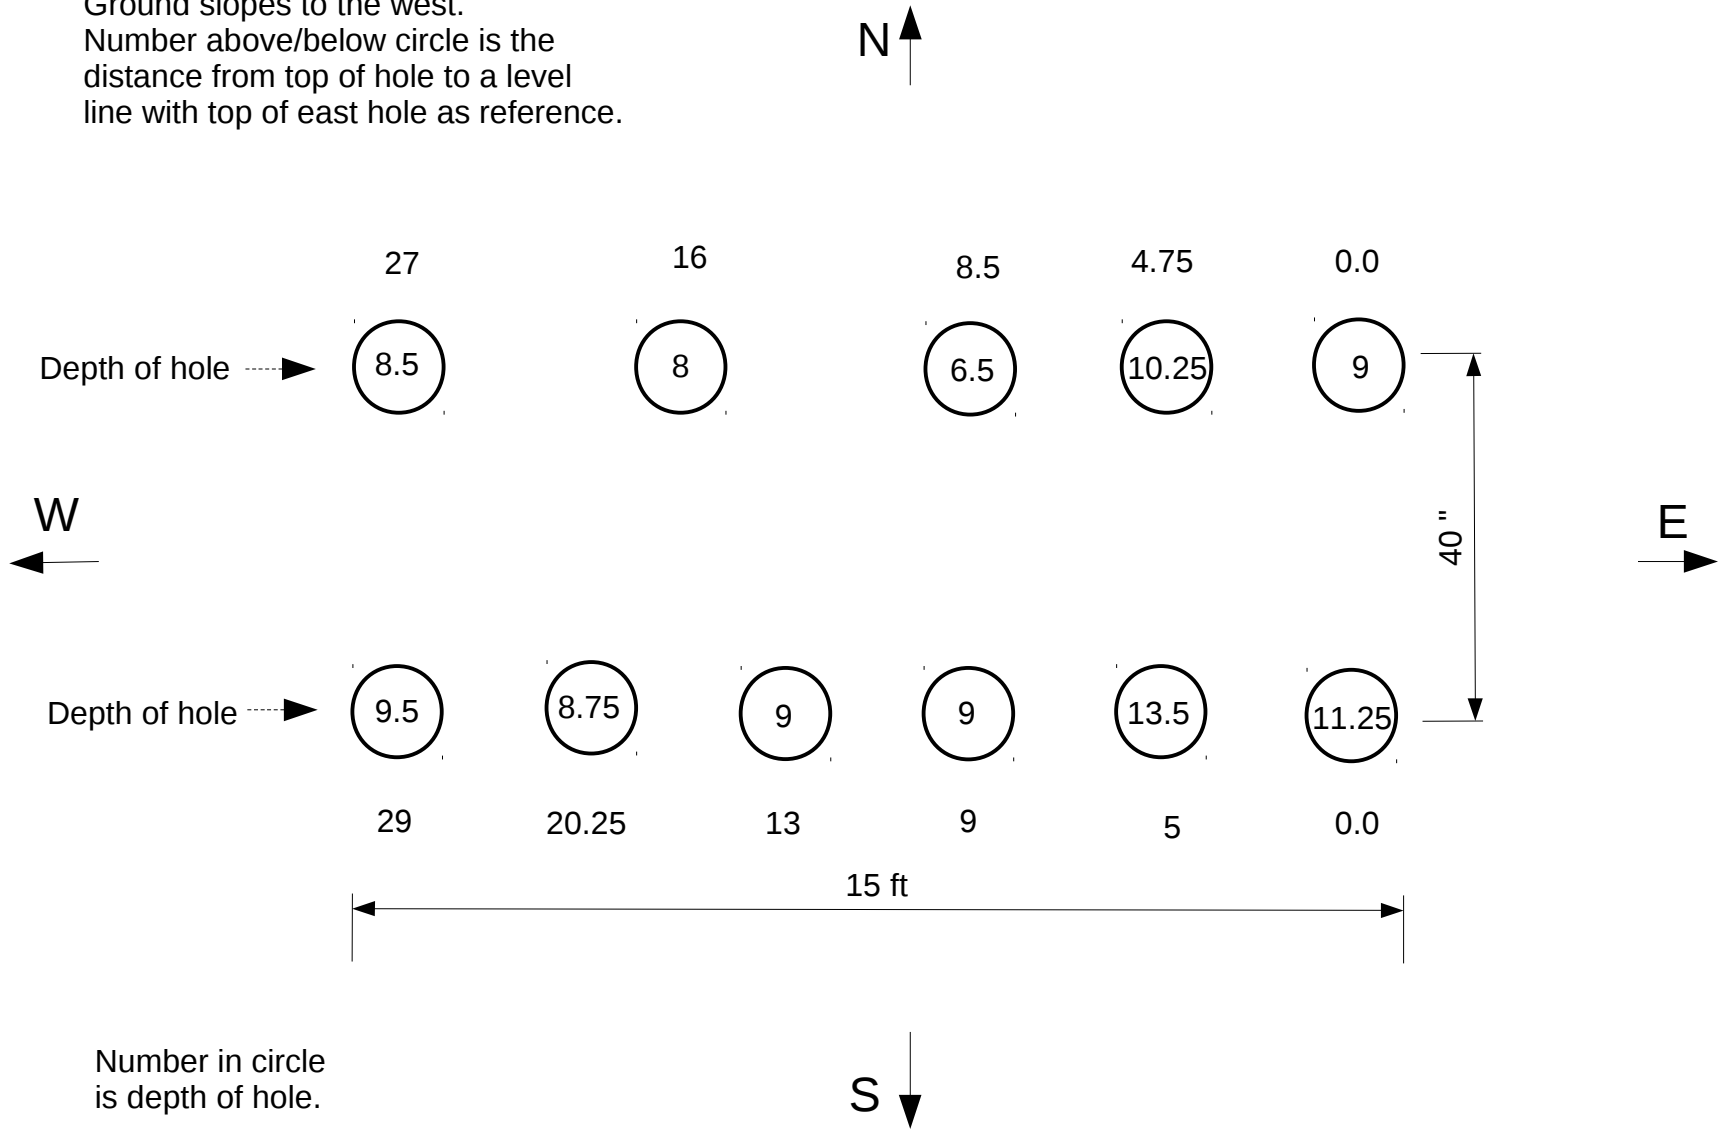 Ground slopes to the west.
Number above/below circle is the
distance from top of hole to a level
line with top of east hole as reference.
N
27 16 8.5 4.75 0.0
Depth of hole 8.5 8 6.5 10.25 9
W
E
40 "
Depth of hole 9.5 8.75 9 9 13.5 11.25
29 20.25 13 9 5 0.0
15 ft
Number in circle
is depth of hole.
S